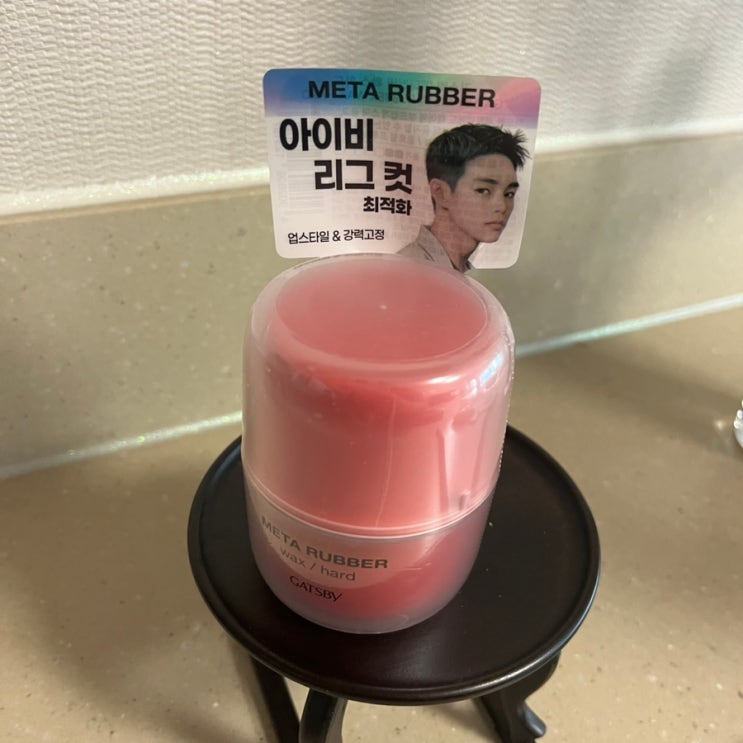 META RUBBER
아이비
리그 컷
최적화
업스타일 & 강력고정
META RUBBER
wax / hard
GATSBY